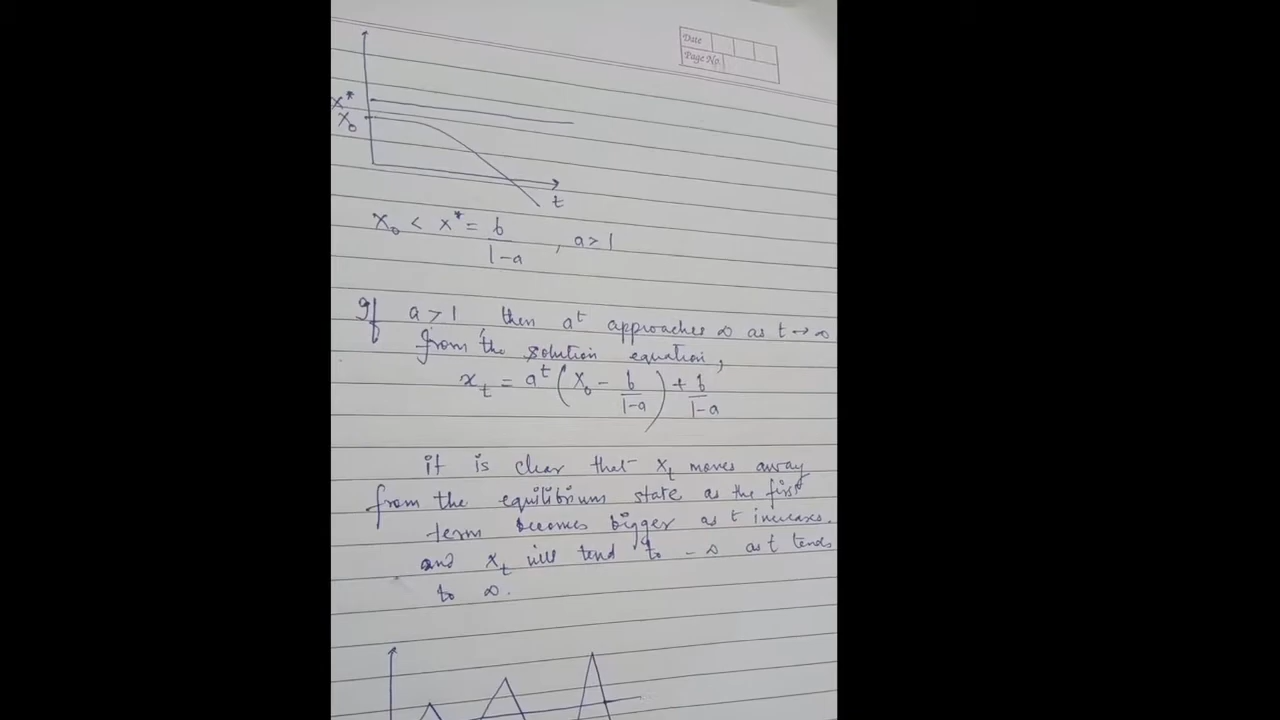 Date
Page No.
x*
X₀
t
X₀ < x* = b/1-a , a > 1
If a > 1, then aᵗ approaches ∞ as t → ∞
from the solution equation,
xₜ = aᵗ (X₀ - b/1-a) + b/1-a
it is clear that xₜ moves away
from the equilibrium state as the first
term becomes bigger as t increases.
and xₜ will tend to -∞ as t tends
to ∞.